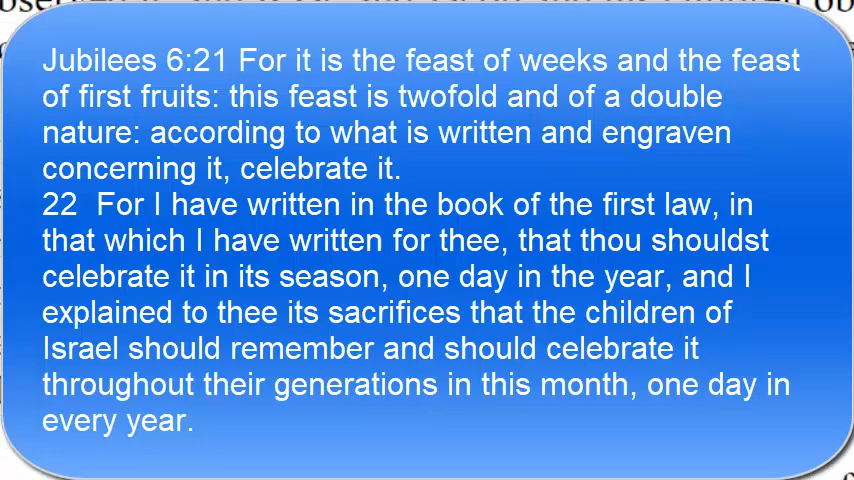 Jubilees 6:21 For it is the feast of weeks and the feast
of first fruits: this feast is twofold and of a double
nature: according to what is written and engraven
concerning it, celebrate it.
22  For I have written in the book of the first law, in
that which I have written for thee, that thou shouldst
celebrate it in its season, one day in the year, and I
explained to thee its sacrifices that the children of
Israel should remember and should celebrate it
throughout their generations in this month, one day in
every year.